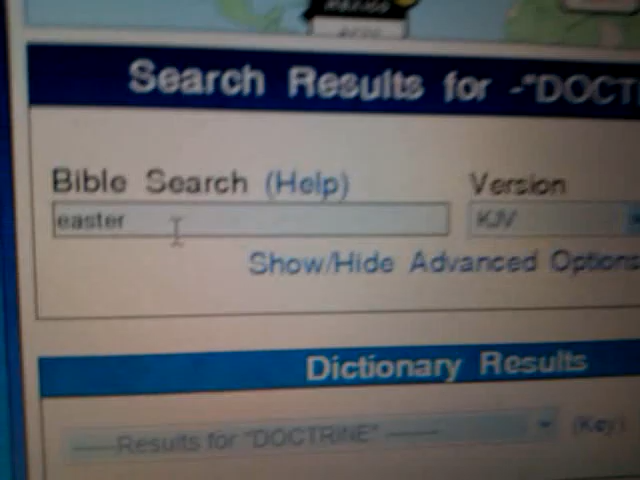 Search Results for -"DOCT
Bible Search (Help) Version
easter KJV
Show/Hide Advanced Options
Dictionary Results
-----Results for "DOCTRINE" ------- (Key)